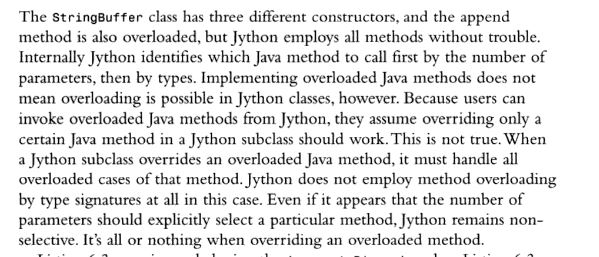 The StringBuffer class has three different constructors, and the append
method is also overloaded, but Jython employs all methods without trouble.
Internally Jython identifies which Java method to call first by the number of
parameters, then by types. Implementing overloaded Java methods does not
mean overloading is possible in Jython classes, however. Because users can
invoke overloaded Java methods from Jython, they assume overriding only a
certain Java method in a Jython subclass should work. This is not true. When
a Jython subclass overrides an overloaded Java method, it must handle all
overloaded cases of that method. Jython does not employ method overloading
by type signatures at all in this case. Even if it appears that the number of
parameters should explicitly select a particular method, Jython remains non-
selective. It's all or nothing when overriding an overloaded method.